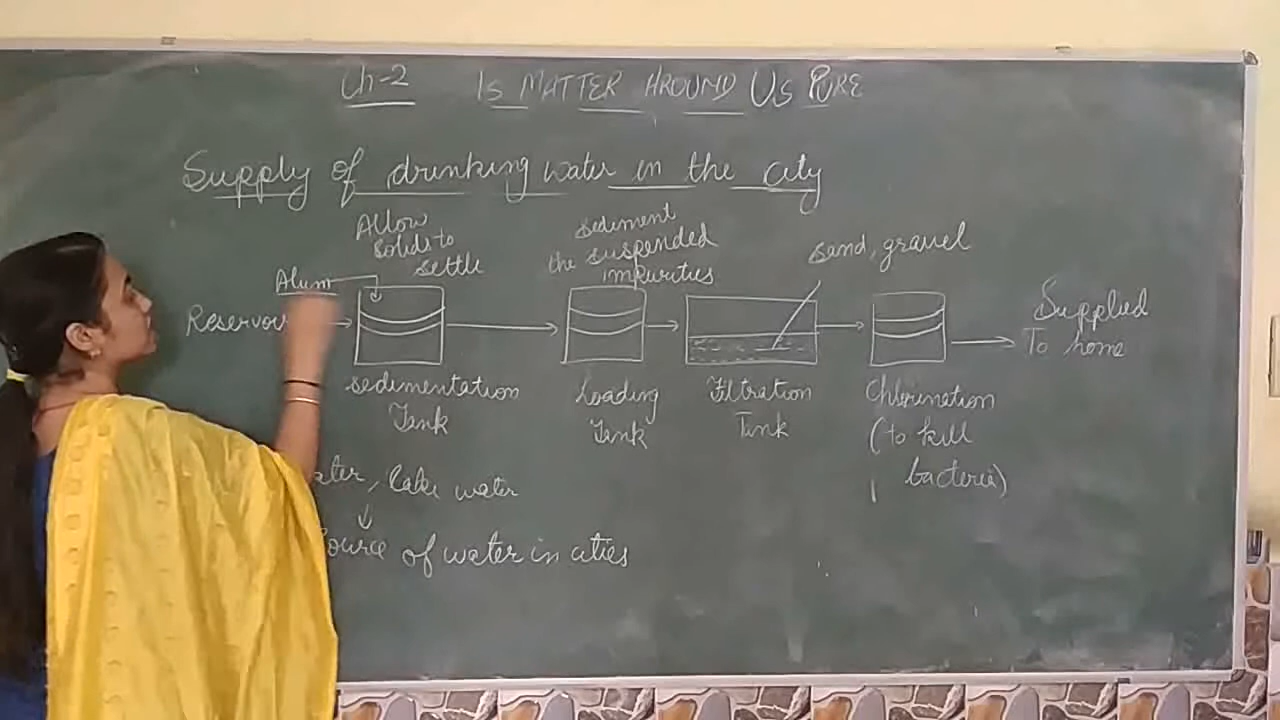 Ch-2 IS MATTER AROUND US PURE
Supply of drinking water in the city
Allow
solids to
settle
sediment
the suspended
impurities
sand, gravel
Alum
Reservoir
Supplied
To home
sedimentation
Tank
Loading
Tank
Filtration
Tank
Chlorination
(to kill
bacteria)
, lake water
Source of water in cities